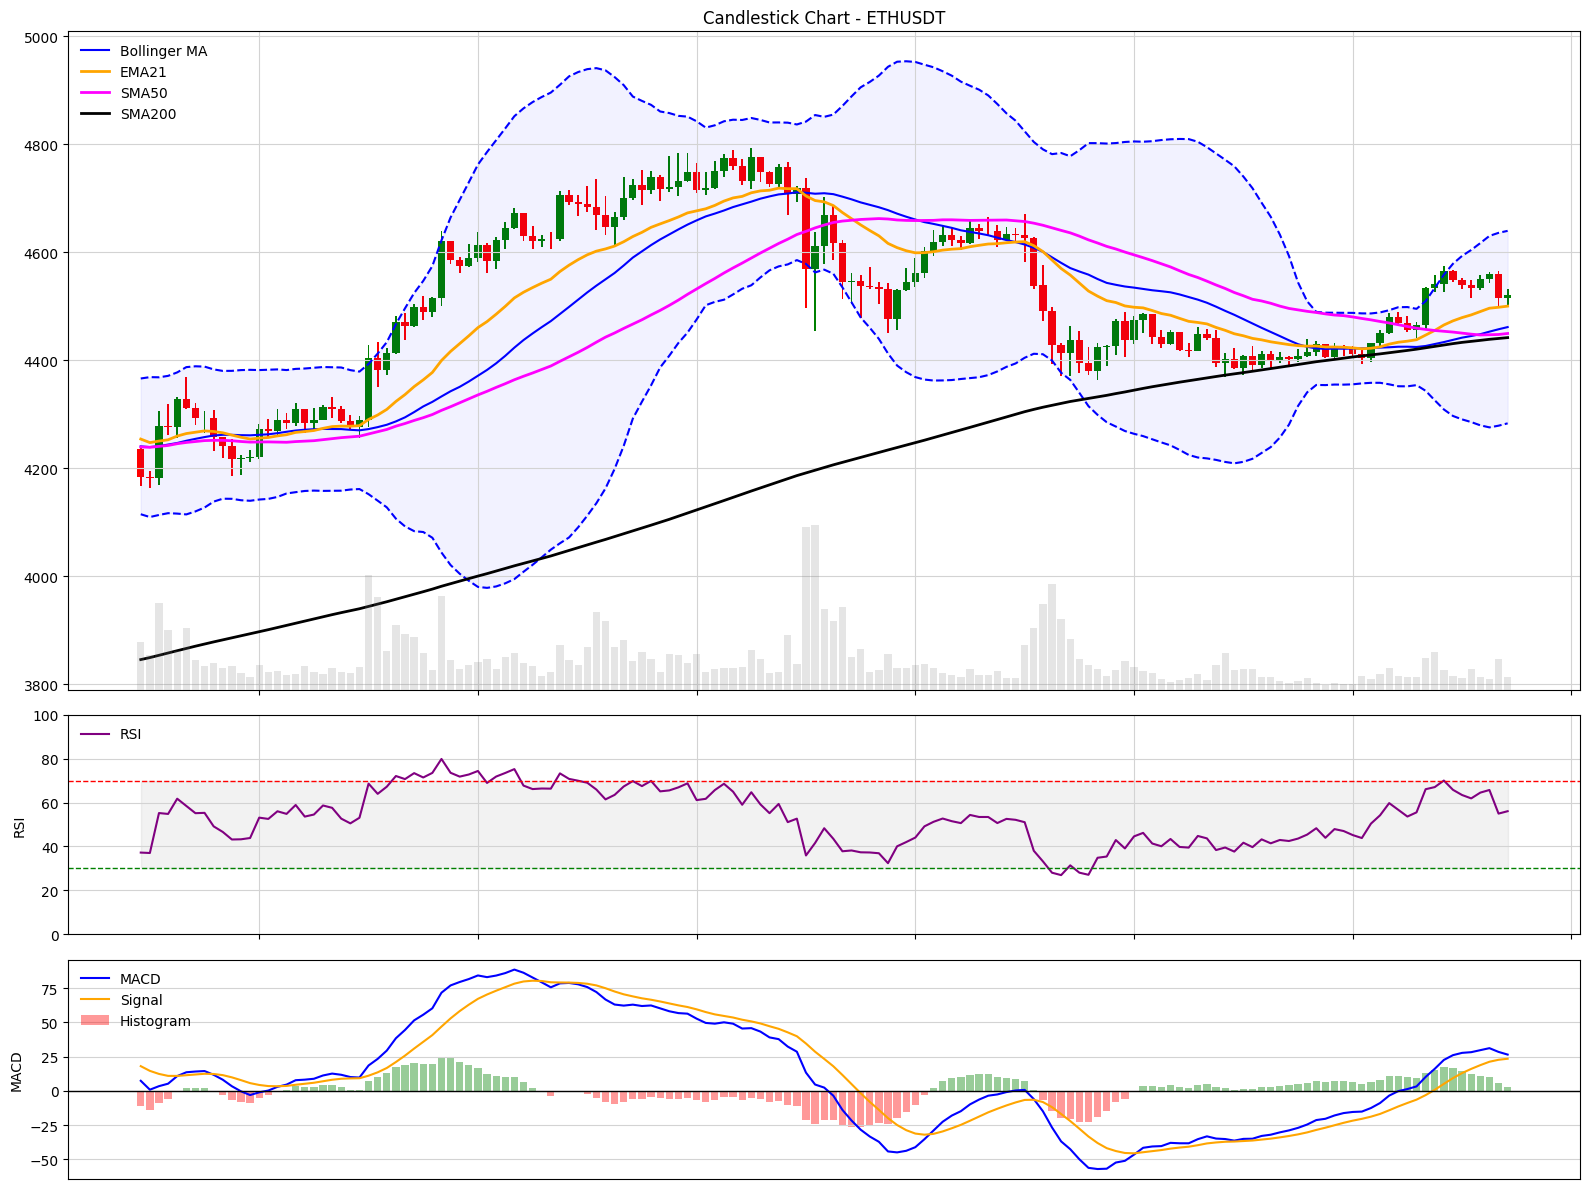 Candlestick Chart - ETHUSDT
5000
4800
4600
4400
4200
4000
3800
Bollinger MA
EMA21
SMA50
SMA200
100
80
60
40
20
0
RSI
RSI
75
50
25
0
−25
−50
MACD
MACD
Signal
Histogram